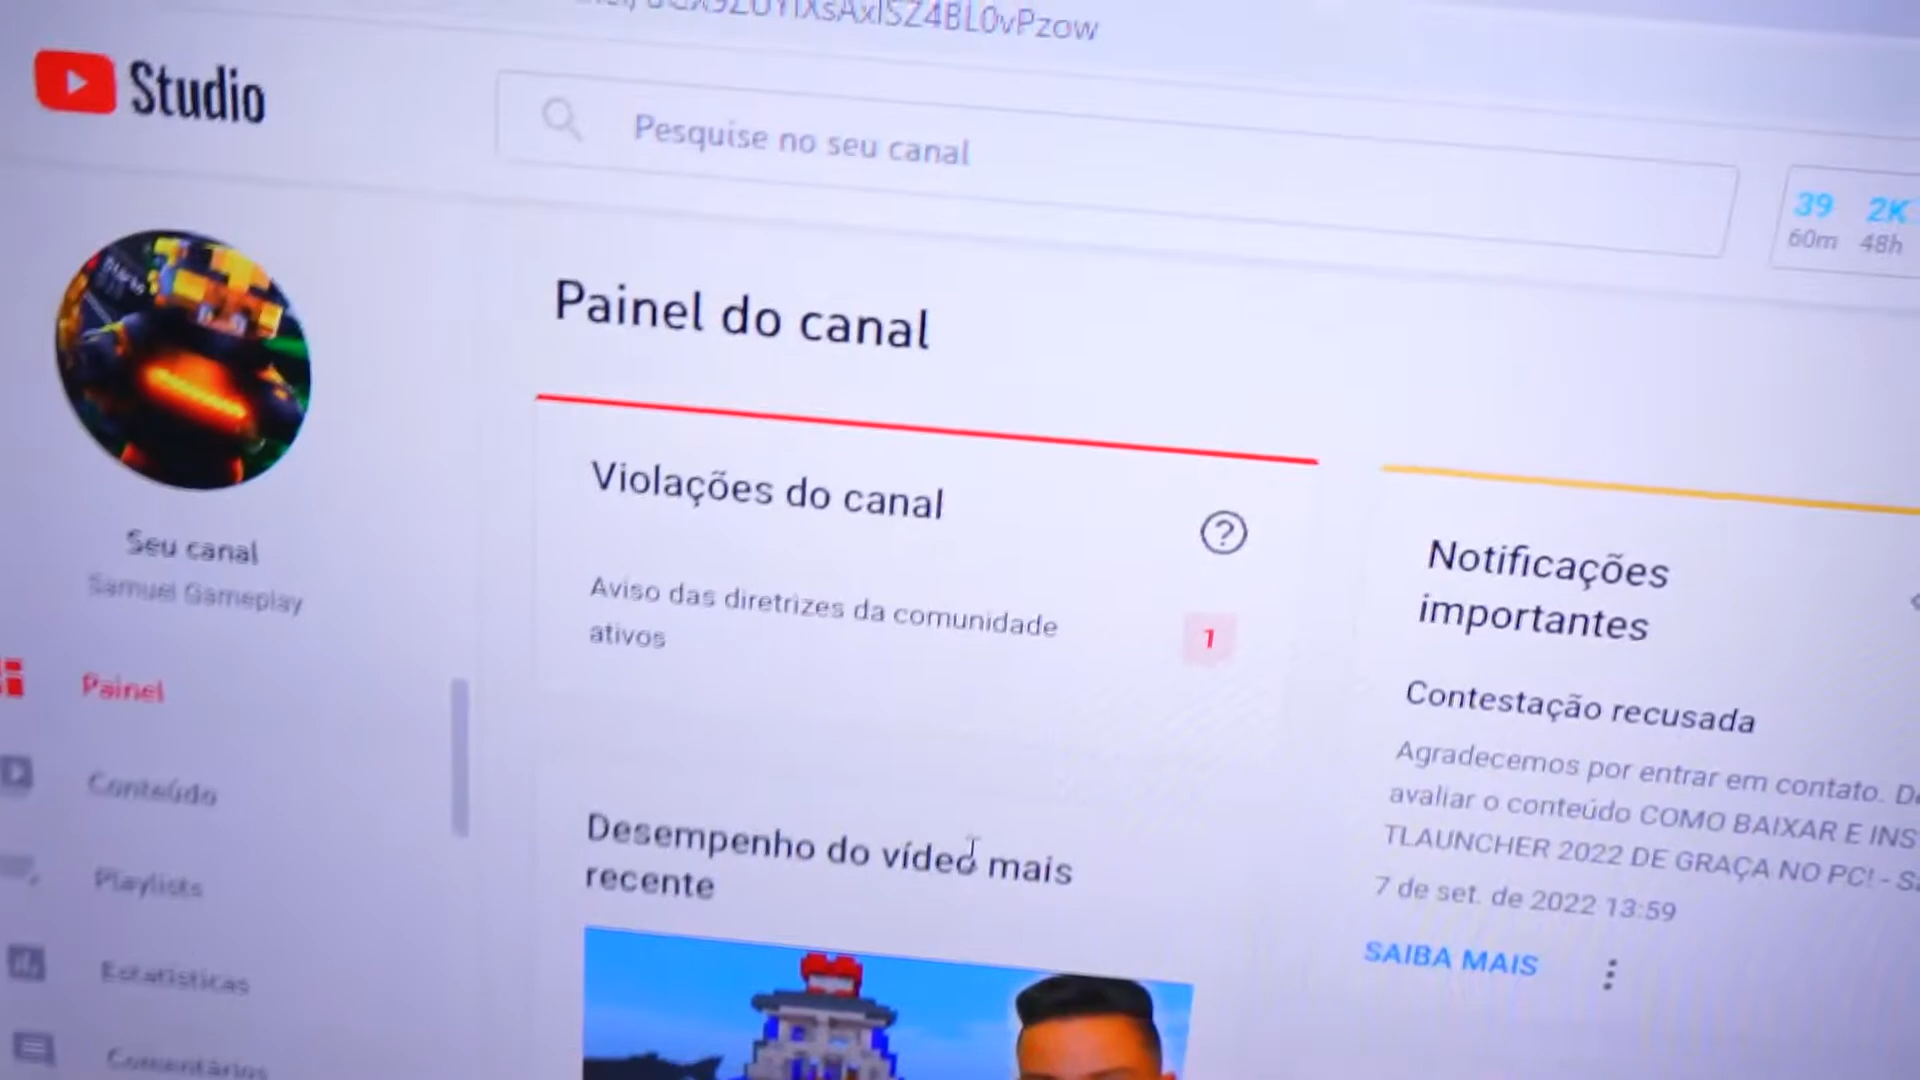 Studio
Pesquise no seu canal
39 2K
60m 48h
Painel do canal
Violações do canal
Aviso das diretrizes da comunidade
ativos
1
Notificações
importantes
Contestação recusada
Agradecemos por entrar em contato.
avaliar o conteúdo COMO BAIXAR E
TLAUNCHER 2022 DE GRAÇA NO PC! -
7 de set. de 2022 13:59
SAIBA MAIS
Desempenho do vídeo mais
recente
Seu canal
Samuel Gameplay
Painel
Conteúdo
Playlists
Estatísticas
Comentários